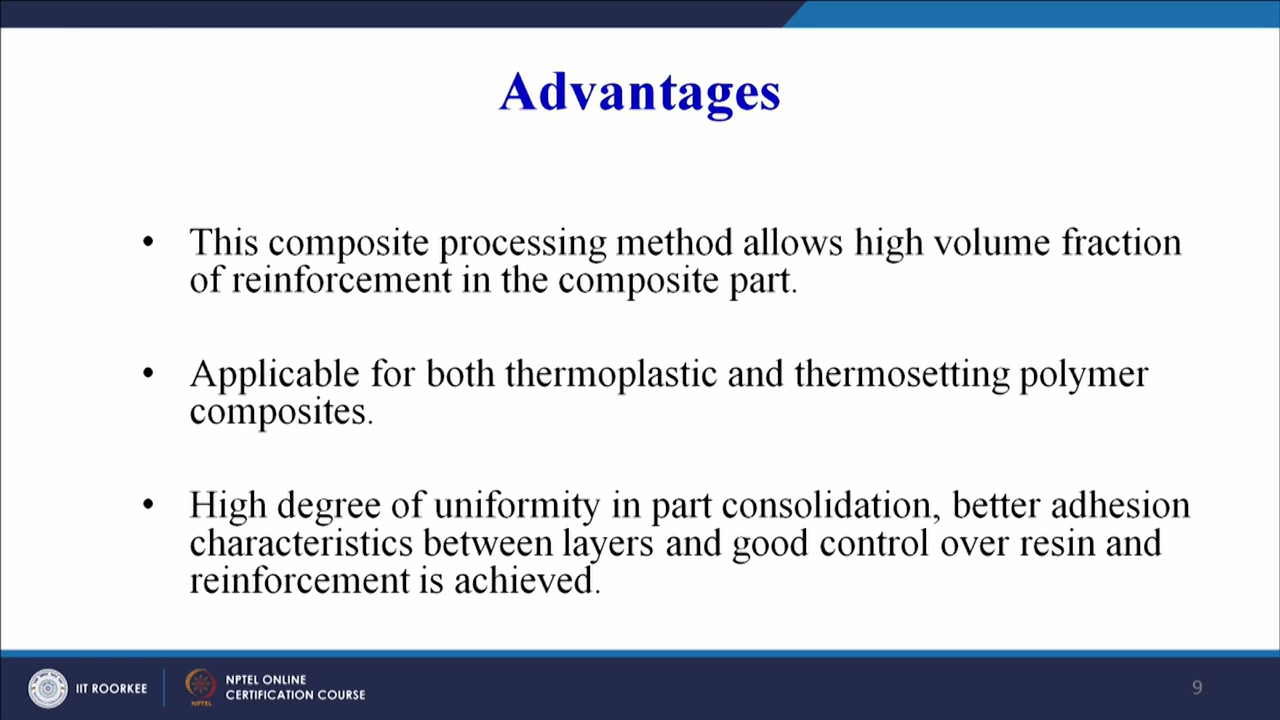 Advantages
• This composite processing method allows high volume fraction
of reinforcement in the composite part.
• Applicable for both thermoplastic and thermosetting polymer
composites.
• High degree of uniformity in part consolidation, better adhesion
characteristics between layers and good control over resin and
reinforcement is achieved.
IIT ROORKEE
NPTEL
NPTEL ONLINE
CERTIFICATION COURSE
9